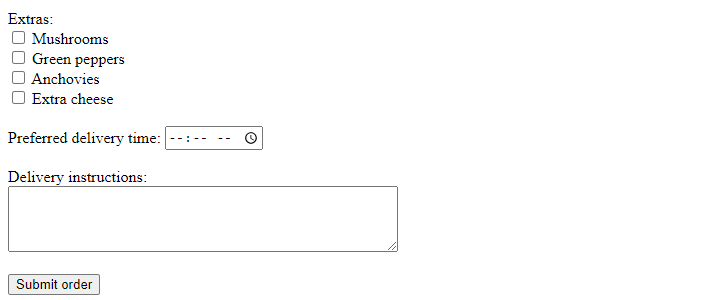 Extras:
Mushrooms
Green peppers
Anchovies
Extra cheese
Preferred delivery time: --:-- --
Delivery instructions:
Submit order